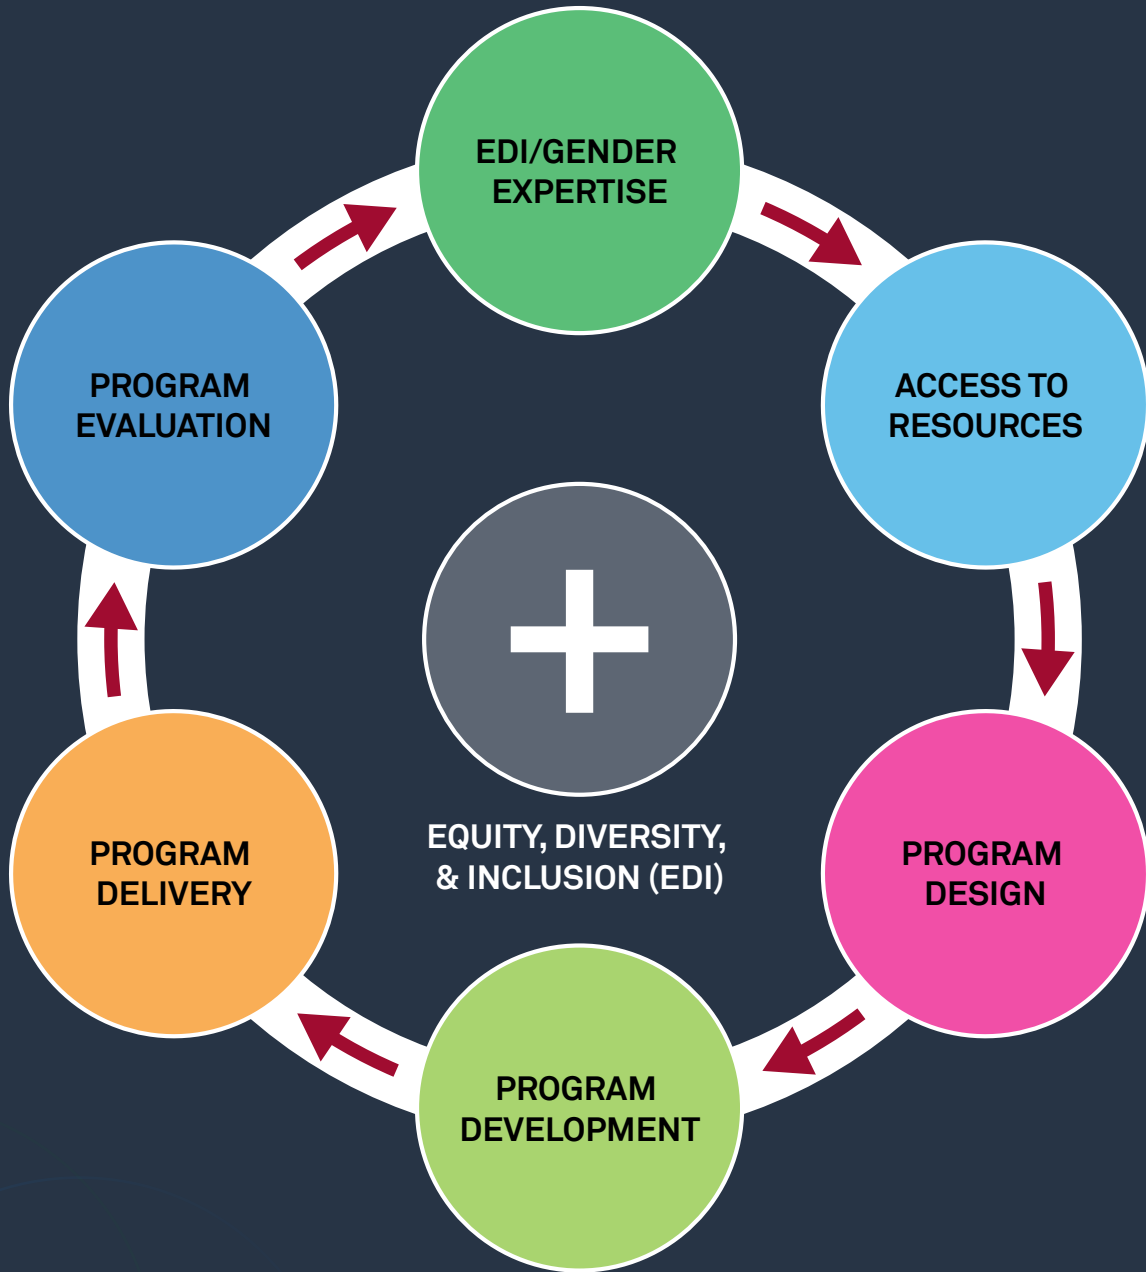 EDI/GENDER
EXPERTISE
PROGRAM
EVALUATION
ACCESS TO
RESOURCES
EQUITY, DIVERSITY,
& INCLUSION (EDI)
PROGRAM
DELIVERY
PROGRAM
DESIGN
PROGRAM
DEVELOPMENT